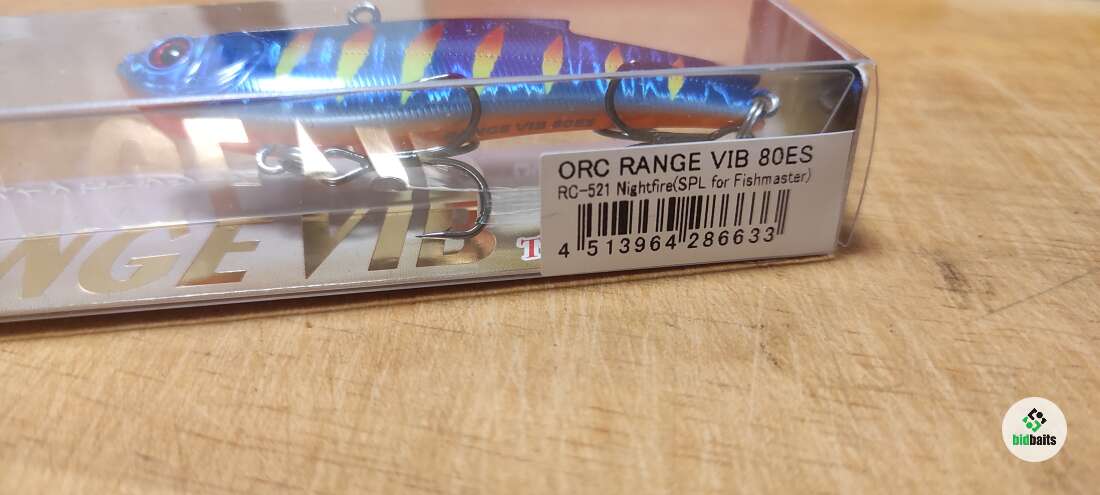 RANGE VIB 80ES
ORC RANGE VIB 80ES
RC-521 Nightfire(SPL for Fishmaster)
4 513964 286633
NGE VIB T
bidbaits